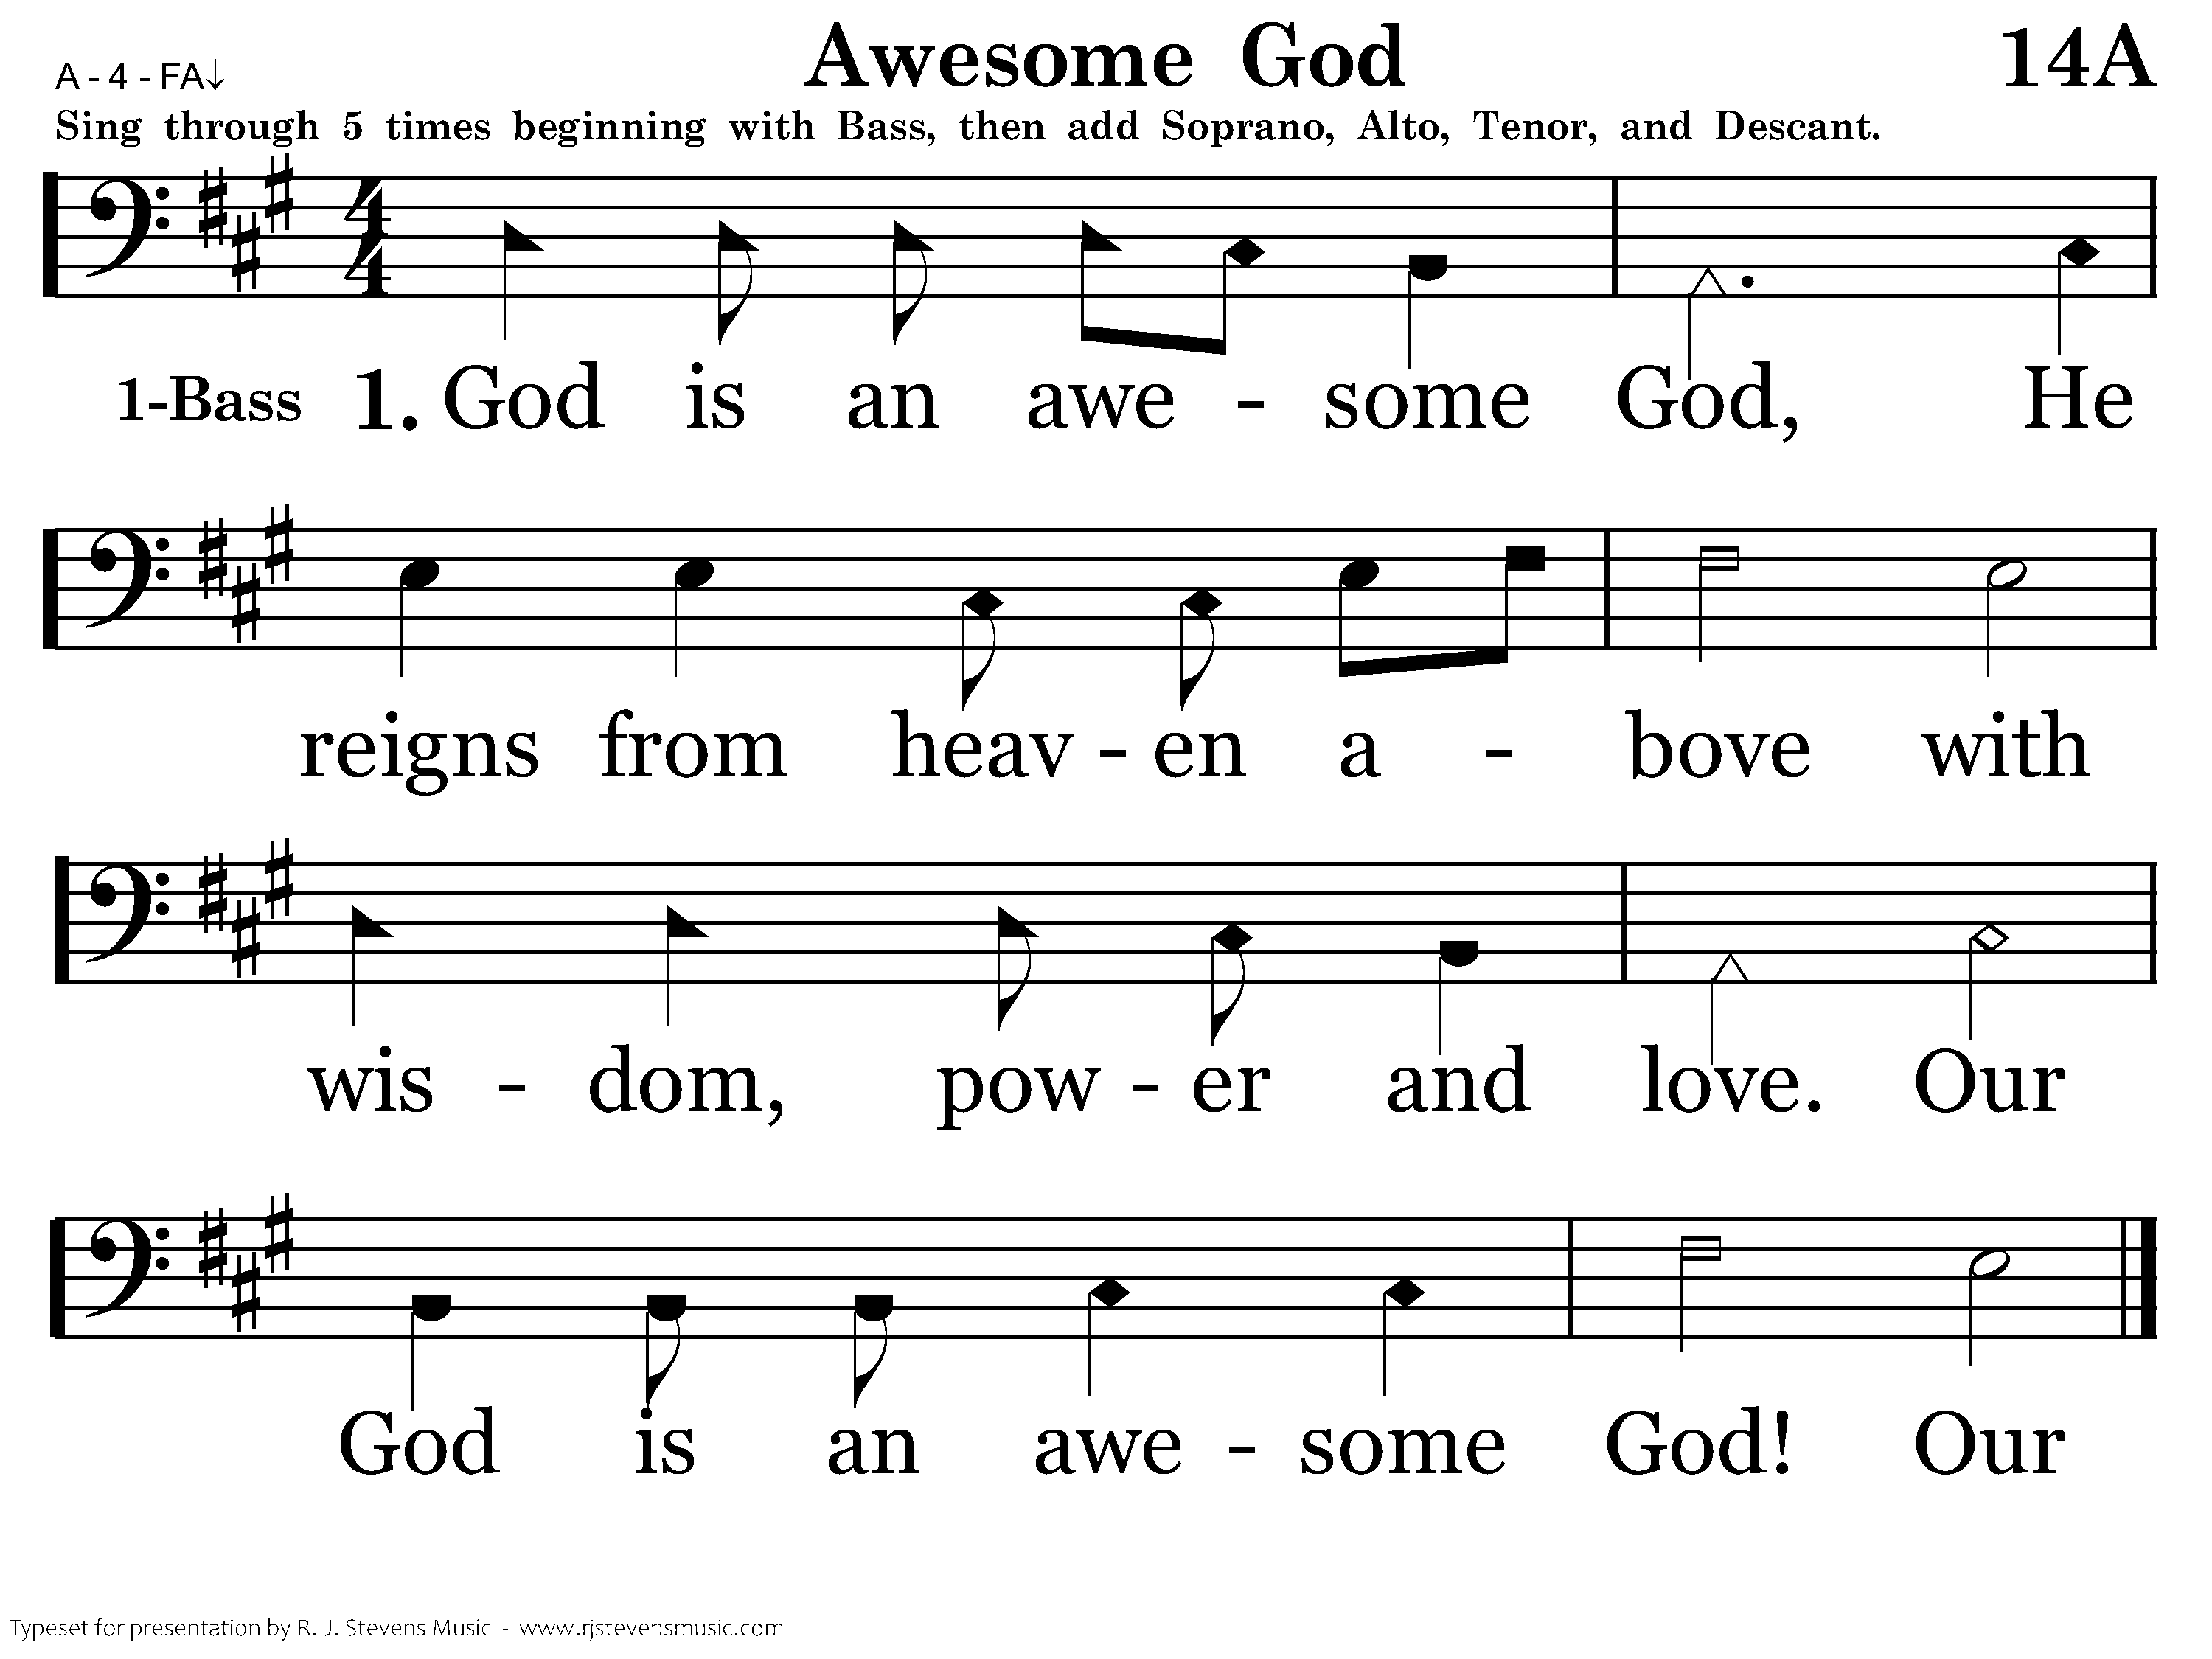 Awesome God
14A
A - 4 - FA↓
Sing through 5 times beginning with Bass, then add Soprano, Alto, Tenor, and Descant.
1-Bass 1. God is an awe - some God, He
reigns from heav - en a - bove with
wis - dom, pow - er and love. Our
God is an awe - some God! Our
Typeset for presentation by R. J. Stevens Music - www.rjstevensmusic.com